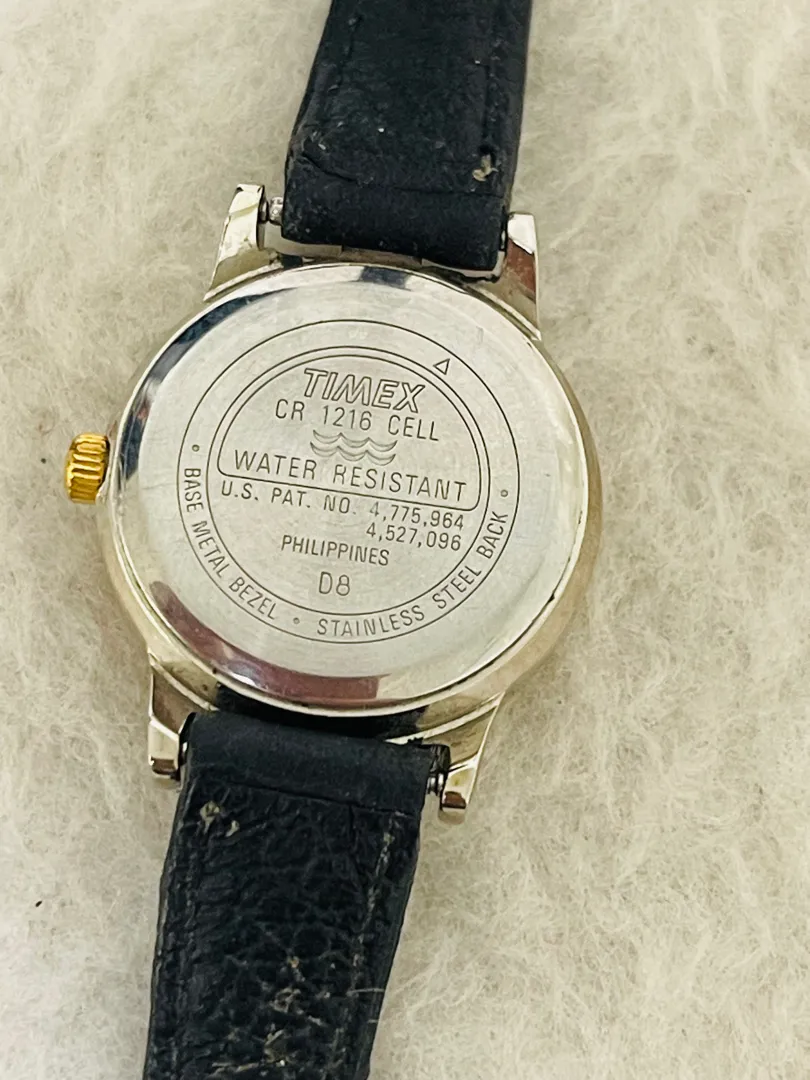 TIMEX
CR 1216 CELL
WATER RESISTANT
U.S. PAT. NO. 4,775,964
4,527,096
PHILIPPINES
D8
• BASE METAL BEZEL • STAINLESS STEEL BACK •